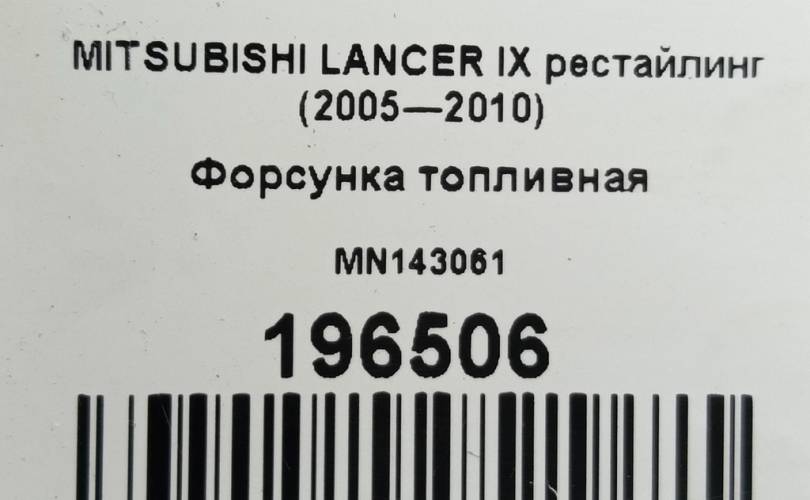 MITSUBISHI LANCER IX рестайлинг
(2005—2010)
Форсунка топливная
MN143061
196506